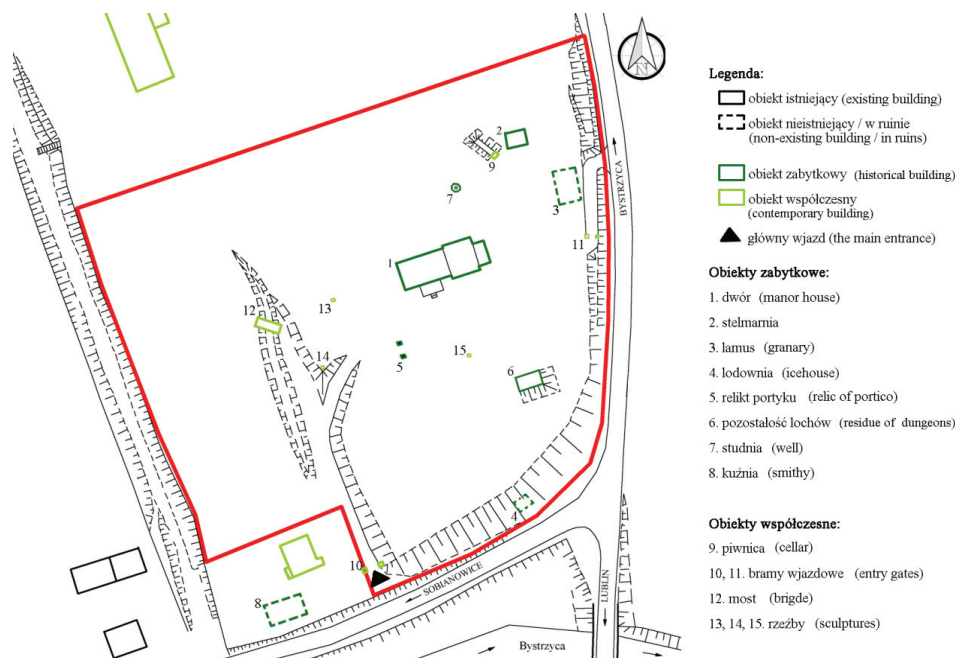 N
2
9
7
3
BYSTRZYCA
11
1
12
13
14
5
15
6
4
10
SOBIANOWICE
LUBLIN
8
Bystrzyca
Legenda:
obiekt istniejący (existing building)
obiekt nieistniejący / w ruinie
(non-existing building / in ruins)
obiekt zabytkowy (historical building)
obiekt współczesny
(contemporary building)
główny wjazd (the main entrance)
Obiekty zabytkowe:
1. dwór (manor house)
2. stelmarnia
3. lamus (granary)
4. lodownia (icehouse)
5. relikt portyku (relic of portico)
6. pozostałość lochów (residue of dungeons)
7. studnia (well)
8. kuźnia (smithy)
Obiekty współczesne:
9. piwnica (cellar)
10, 11. bramy wjazdowe (entry gates)
12. most (brigde)
13, 14, 15. rzeźby (sculptures)